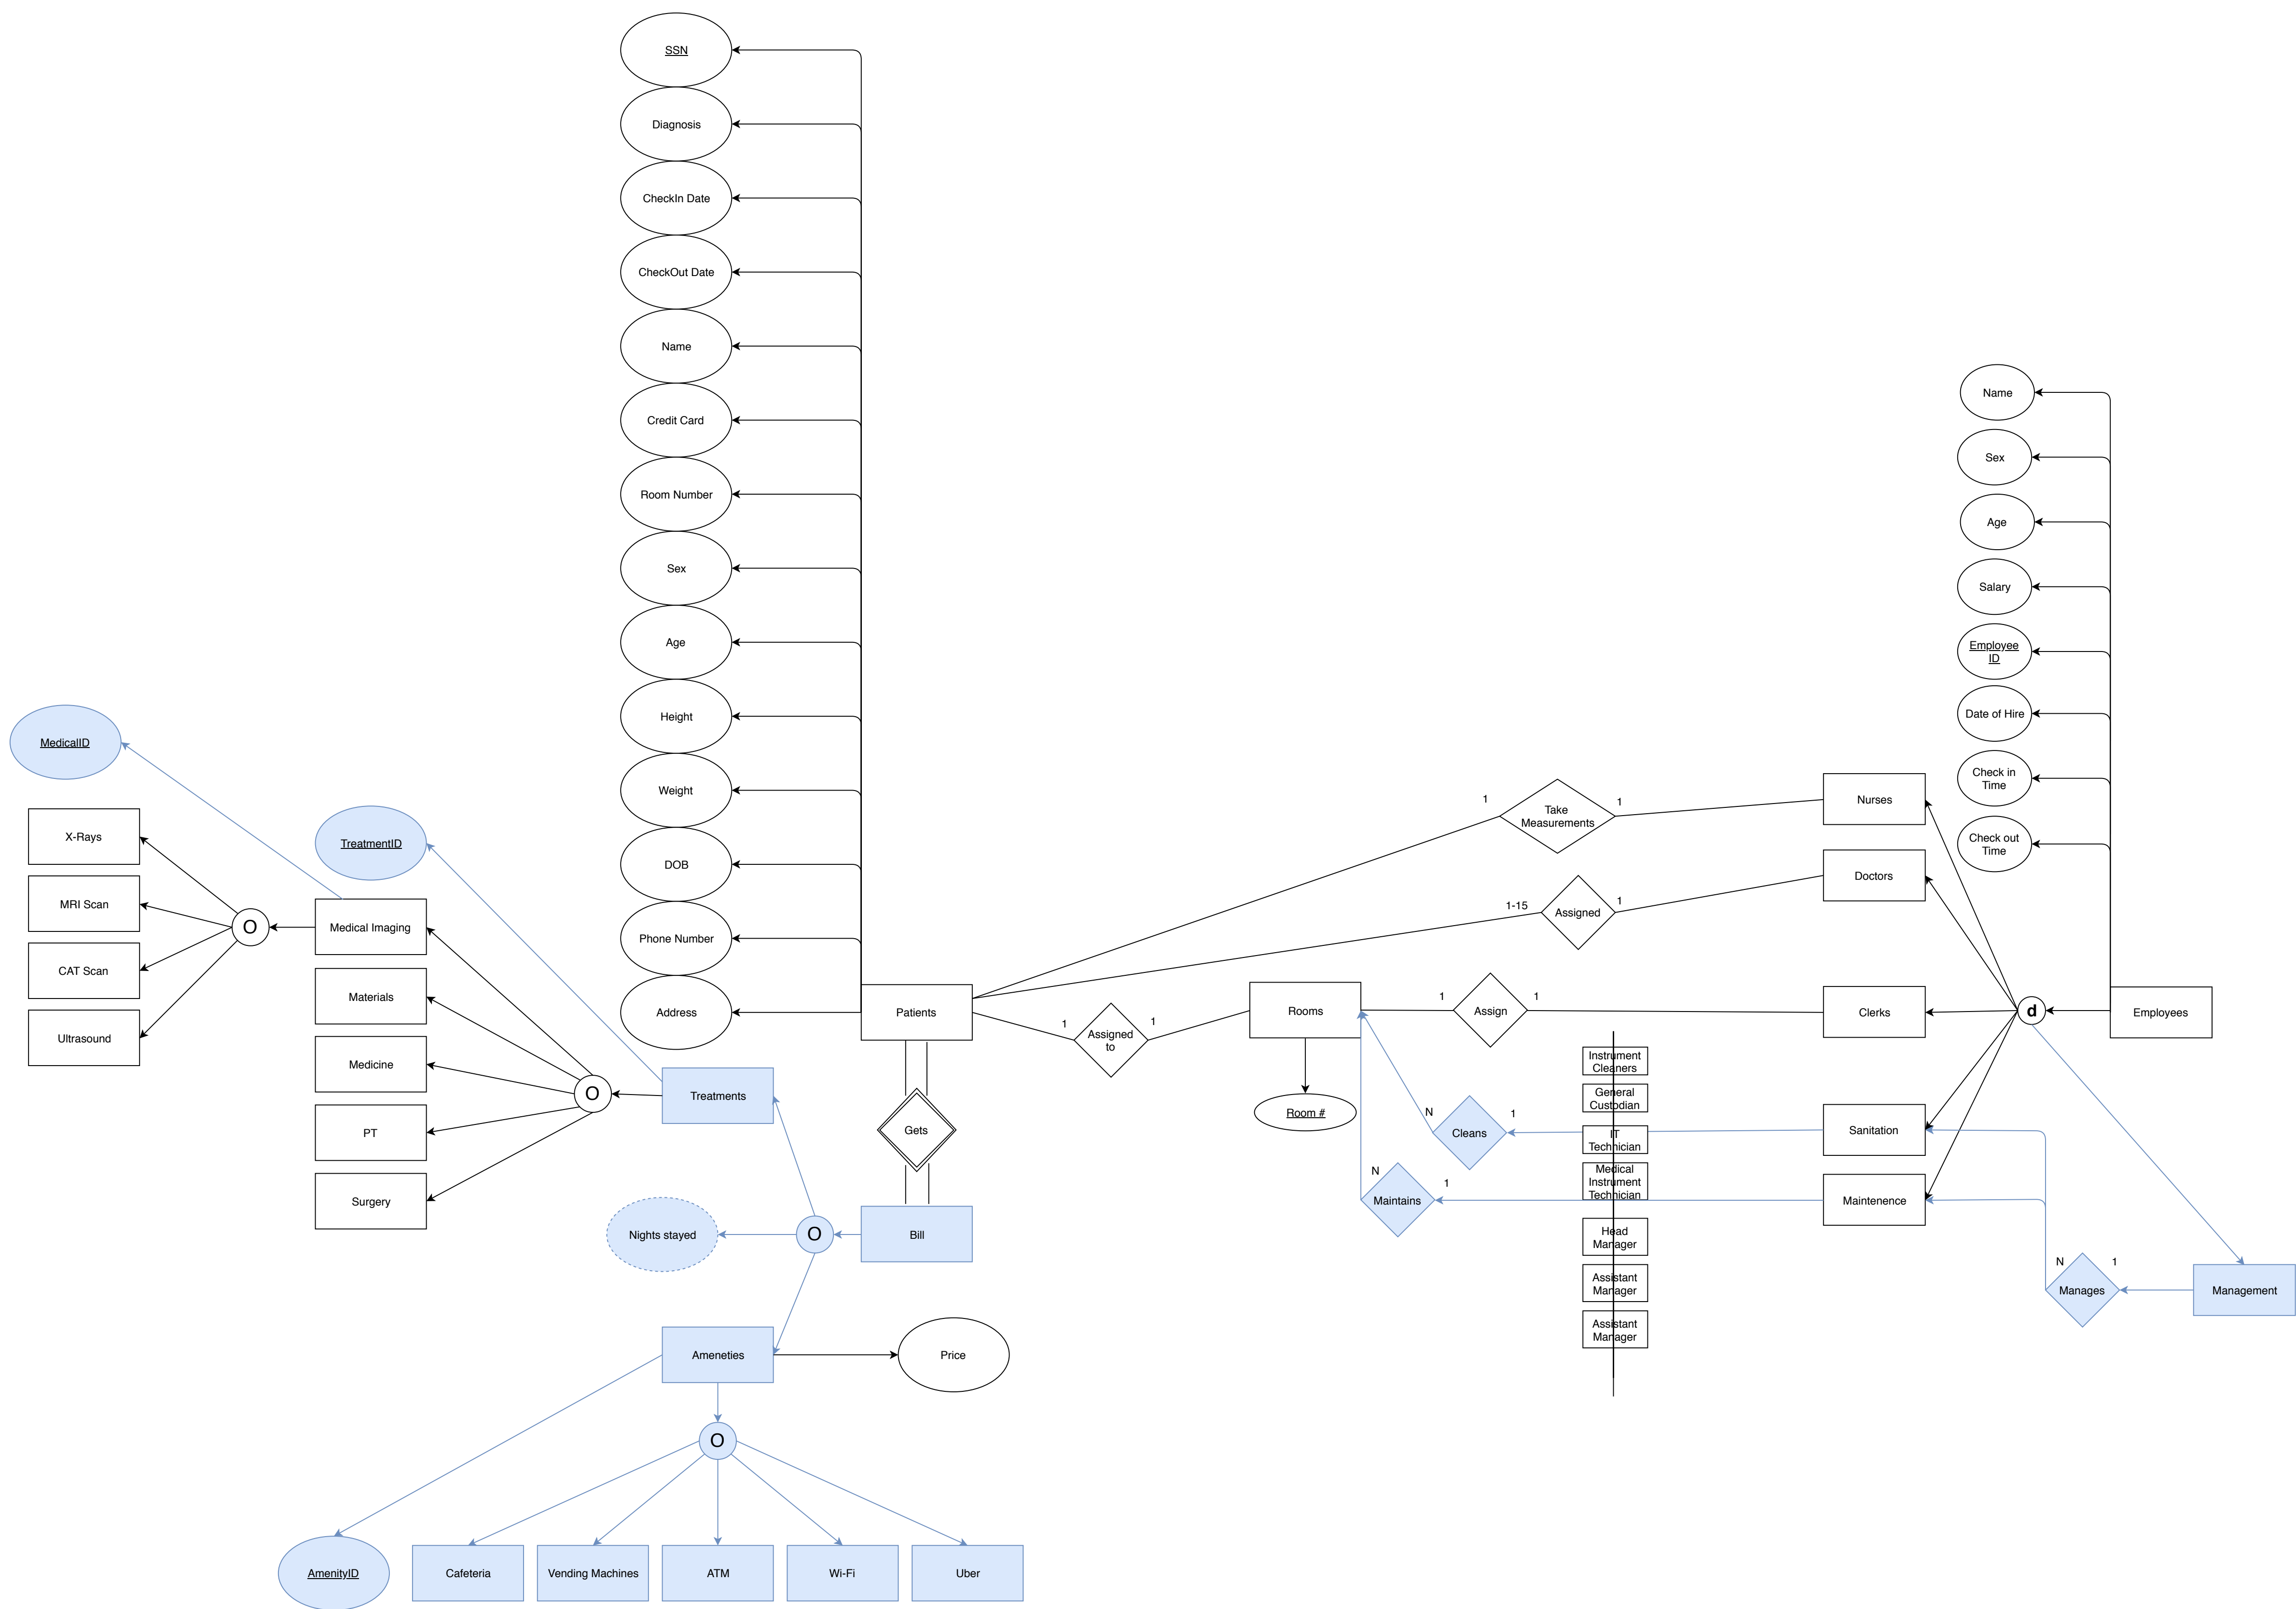 SSN
Diagnosis
CheckIn Date
CheckOut Date
Name
Credit Card
Room Number
Sex
Age
Height
Weight
DOB
Phone Number
Address
Patients
MedicalID
TreatmentID
X-Rays
MRI Scan
CAT Scan
Ultrasound
O
Medical Imaging
Materials
Medicine
PT
Surgery
O
Treatments
Gets
Nights stayed
O
Bill
Ameneties
Price
O
AmenityID
Cafeteria
Vending Machines
ATM
Wi-Fi
Uber
1
Take
Measurements
1
1-15
Assigned
1
1
Assigned
to
1
Rooms
Room #
1
Assign
1
Instrument
Cleaners
General
Custodian
IT
Technician
Medical
Instrument
Technician
Head
Manager
Assistant
Manager
Assistant
Manager
N
Cleans
1
N
Maintains
1
Nurses
Doctors
Clerks
Sanitation
Maintenence
Name
Sex
Age
Salary
Employee
ID
Date of Hire
Check in
Time
Check out
Time
d
Employees
N
Manages
1
Management